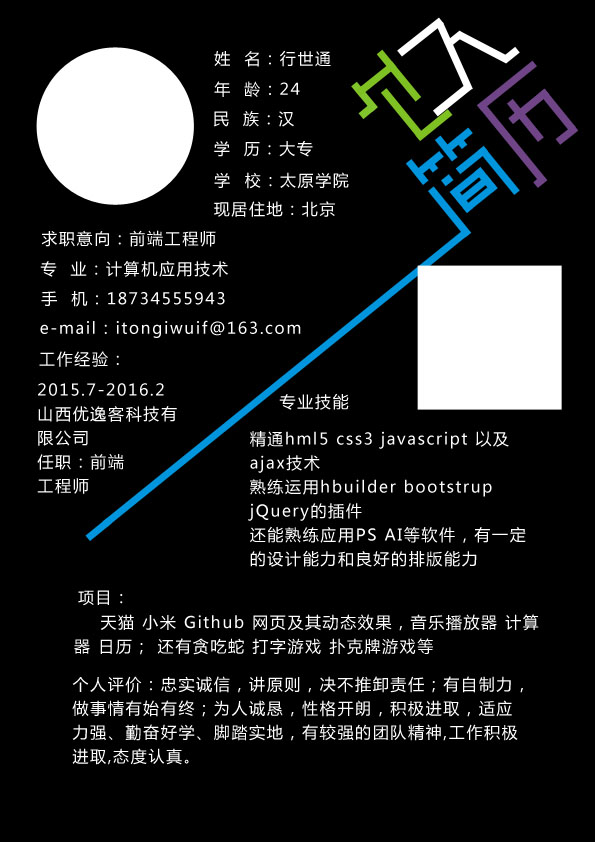 个人
简历
姓 名：行世通
年 龄：24
民 族：汉
学 历：大专
学 校：太原学院
现居住地：北京
求职意向：前端工程师
专 业：计算机应用技术
手 机：18734555943
e-mail：itongiwuif@163.com
工作经验：
2015.7-2016.2
山西优逸客科技有
限公司
任职：前端
工程师
专业技能
精通hml5 css3 javascript 以及
ajax技术
熟练运用hbuilder bootstrup
jQuery的插件
还能熟练应用PS AI等软件，有一定
的设计能力和良好的排版能力
项目：
天猫 小米 Github 网页及其动态效果，音乐播放器 计算
器 日历； 还有贪吃蛇 打字游戏 扑克牌游戏等
个人评价：忠实诚信，讲原则，决不推卸责任；有自制力，
做事情有始有终；为人诚恳，性格开朗，积极进取，适应
力强、勤奋好学、脚踏实地，有较强的团队精神,工作积极
进取,态度认真。